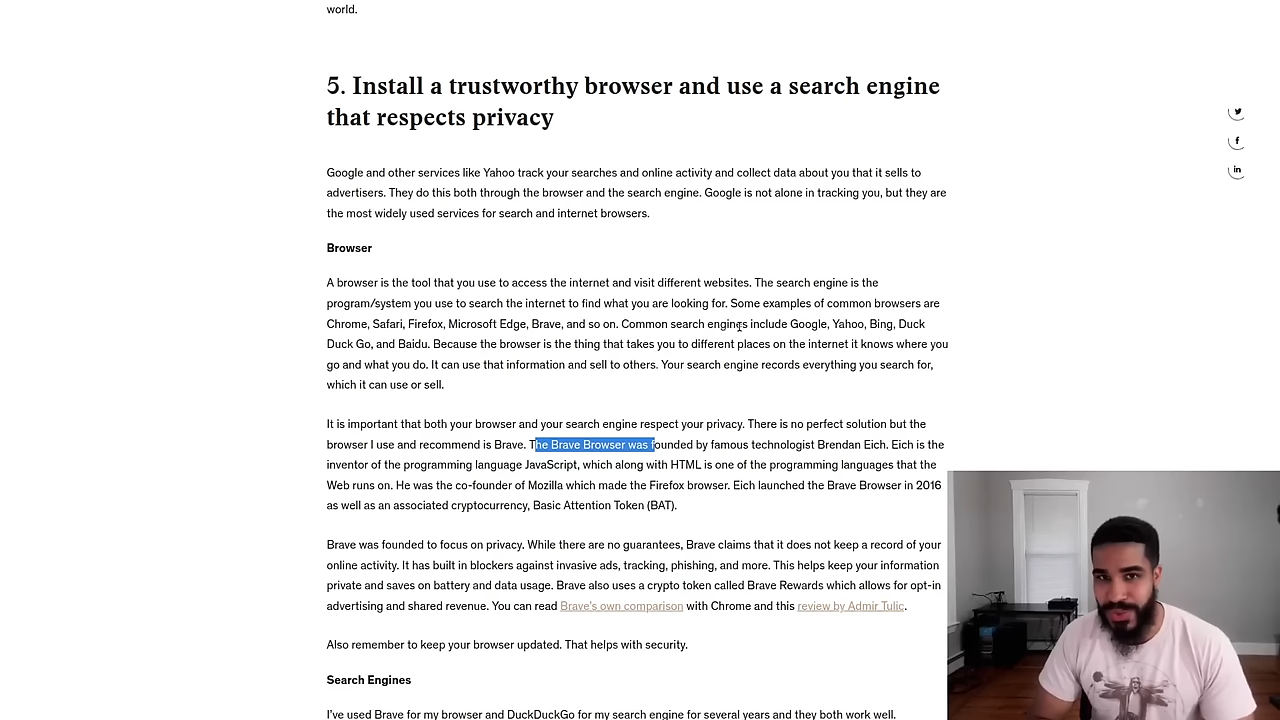 world.
5. Install a trustworthy browser and use a search engine
that respects privacy
Google and other services like Yahoo track your searches and online activity and collect data about you that it sells to
advertisers. They do this both through the browser and the search engine. Google is not alone in tracking you, but they are
the most widely used services for search and internet browsers.
Browser
A browser is the tool that you use to access the internet and visit different websites. The search engine is the
program/system you use to search the internet to find what you are looking for. Some examples of common browsers are
Chrome, Safari, Firefox, Microsoft Edge, Brave, and so on. Common search engines include Google, Yahoo, Bing, Duck
Duck Go, and Baidu. Because the browser is the thing that takes you to different places on the internet it knows where you
go and what you do. It can use that information and sell to others. Your search engine records everything you search for,
which it can use or sell.
It is important that both your browser and your search engine respect your privacy. There is no perfect solution but the
browser I use and recommend is Brave. The Brave Browser was founded by famous technologist Brendan Eich. Eich is the
inventor of the programming language JavaScript, which along with HTML is one of the programming languages that the
Web runs on. He was the co-founder of Mozilla which made the Firefox browser. Eich launched the Brave Browser in 2016
as well as an associated cryptocurrency, Basic Attention Token (BAT).
Brave was founded to focus on privacy. While there are no guarantees, Brave claims that it does not keep a record of your
online activity. It has built in blockers against invasive ads, tracking, phishing, and more. This helps keep your information
private and saves on battery and data usage. Brave also uses a crypto token called Brave Rewards which allows for opt-in
advertising and shared revenue. You can read Brave's own comparison with Chrome and this review by Admir Tulic.
Also remember to keep your browser updated. That helps with security.
Search Engines
I've used Brave for my browser and DuckDuckGo for my search engine for several years and they both work well.